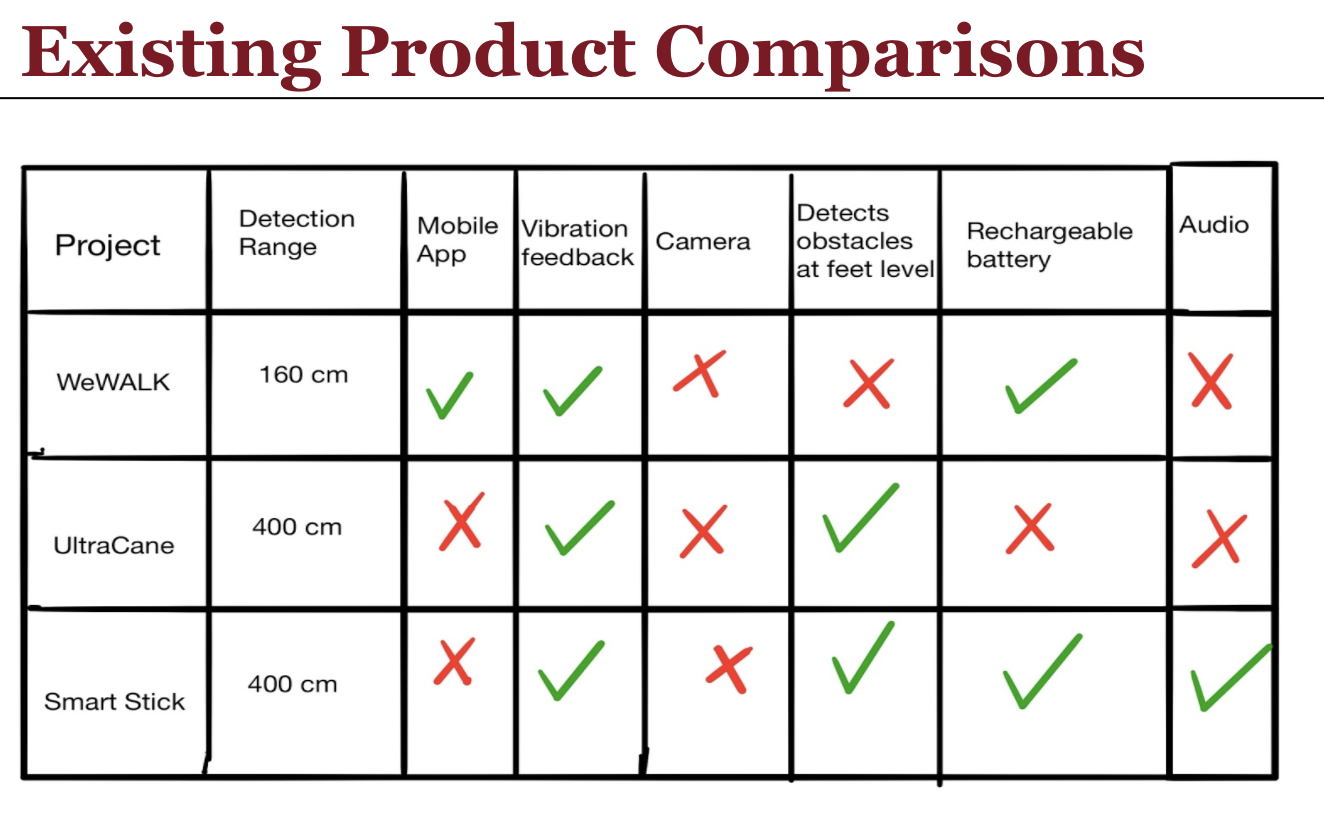 Existing Product Comparisons
Project
Detection
Range
Mobile
App
Vibration
feedback
Camera
Detects
obstacles
at feet level
Rechargeable
battery
Audio
WeWALK
160 cm
UltraCane
400 cm
Smart Stick
400 cm